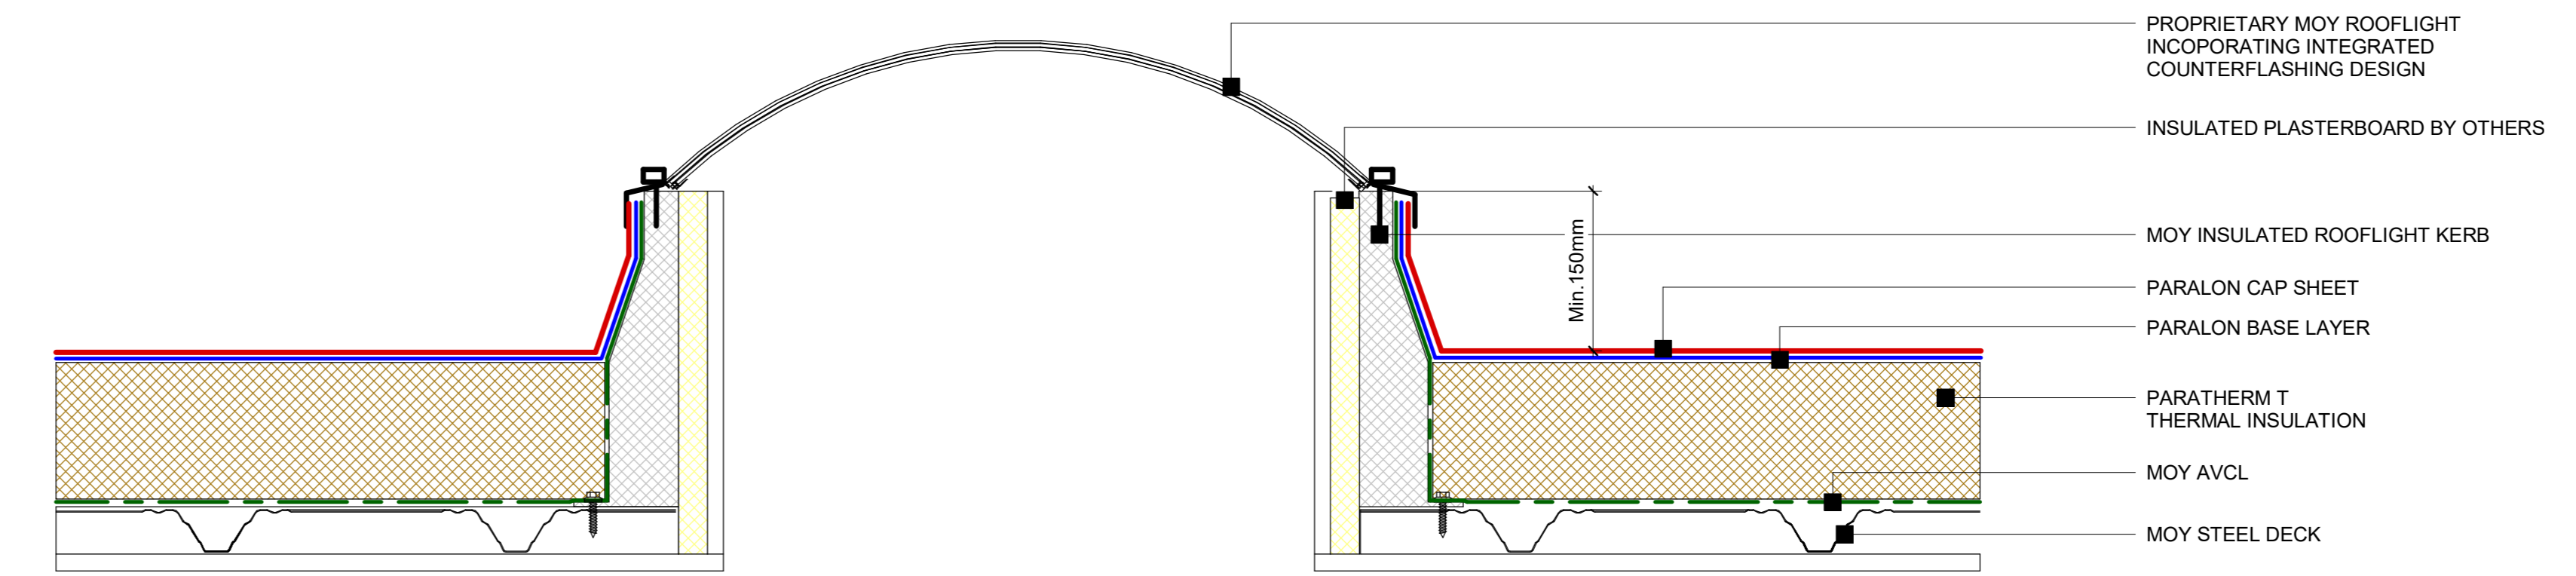 PROPRIETARY MOY ROOFLIGHT
INCOPORATING INTEGRATED
COUNTERFLASHING DESIGN
INSULATED PLASTERBOARD BY OTHERS
MOY INSULATED ROOFLIGHT KERB
Min.150mm
PARALON CAP SHEET
PARALON BASE LAYER
PARATHERM T
THERMAL INSULATION
MOY AVCL
MOY STEEL DECK